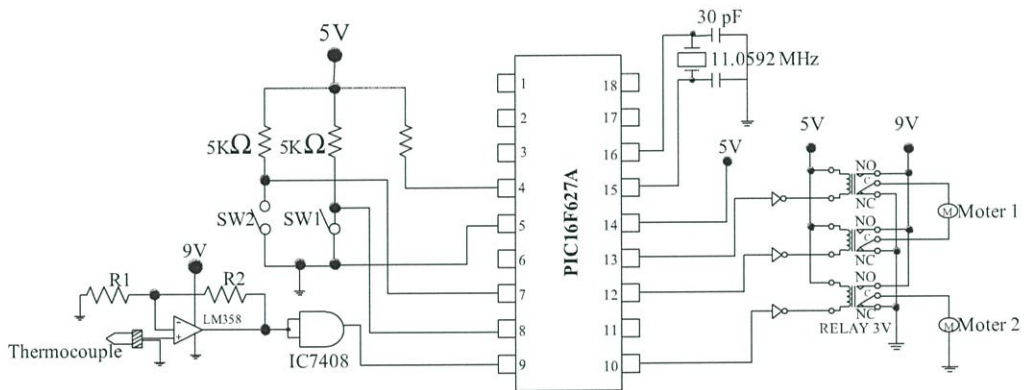 30 pF
11.0592 MHz
5V
5KΩ
5KΩ
SW2
SW1
9V
R1
R2
LM358
Thermocouple
IC7408
PIC16F627A
1
2
3
4
5
6
7
8
9
18
17
16
15
14
13
12
11
10
5V
5V
9V
NO
C
NC
NO
C
NC
NO
C
NC
RELAY 3V
M
Moter 1
M
Moter 2